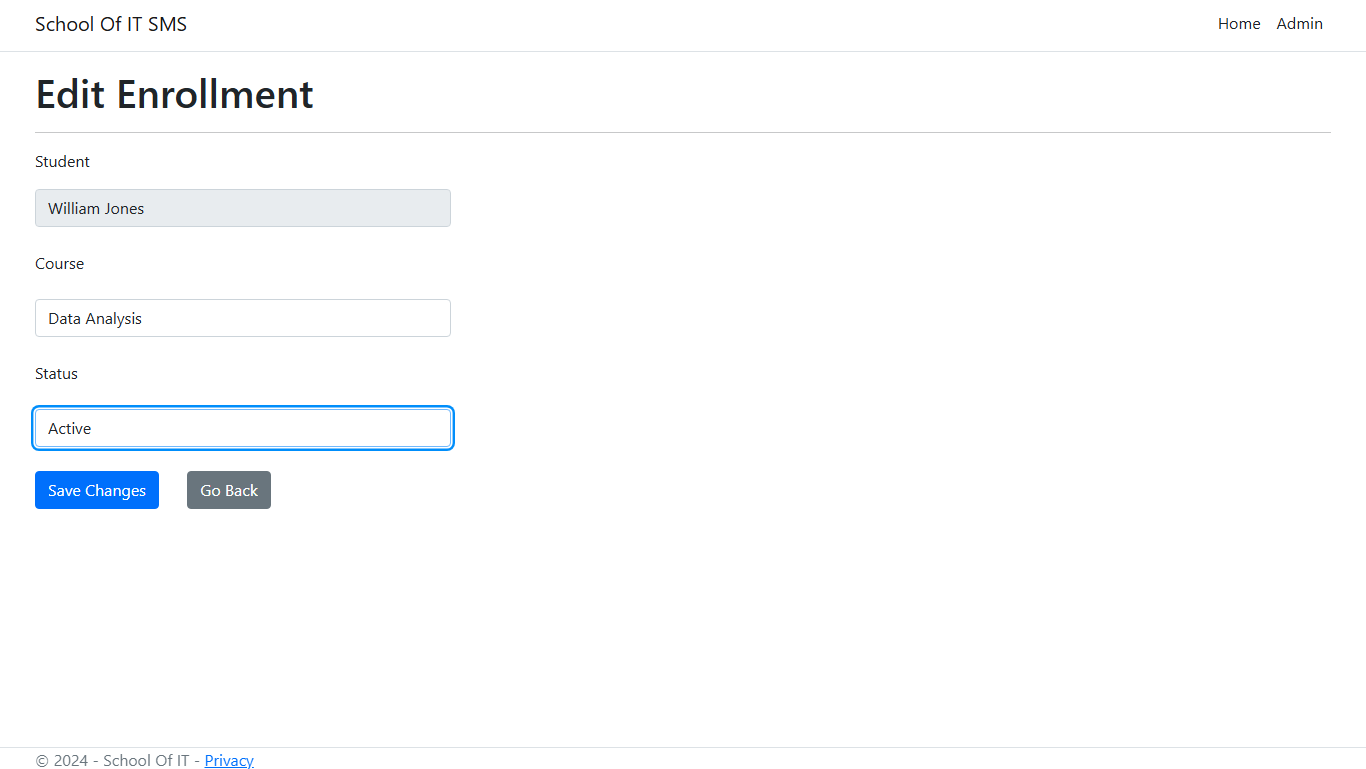 School Of IT SMS Home Admin
Edit Enrollment
Student
William Jones
Course
Data Analysis
Status
Active
Save Changes Go Back
© 2024 - School Of IT - Privacy